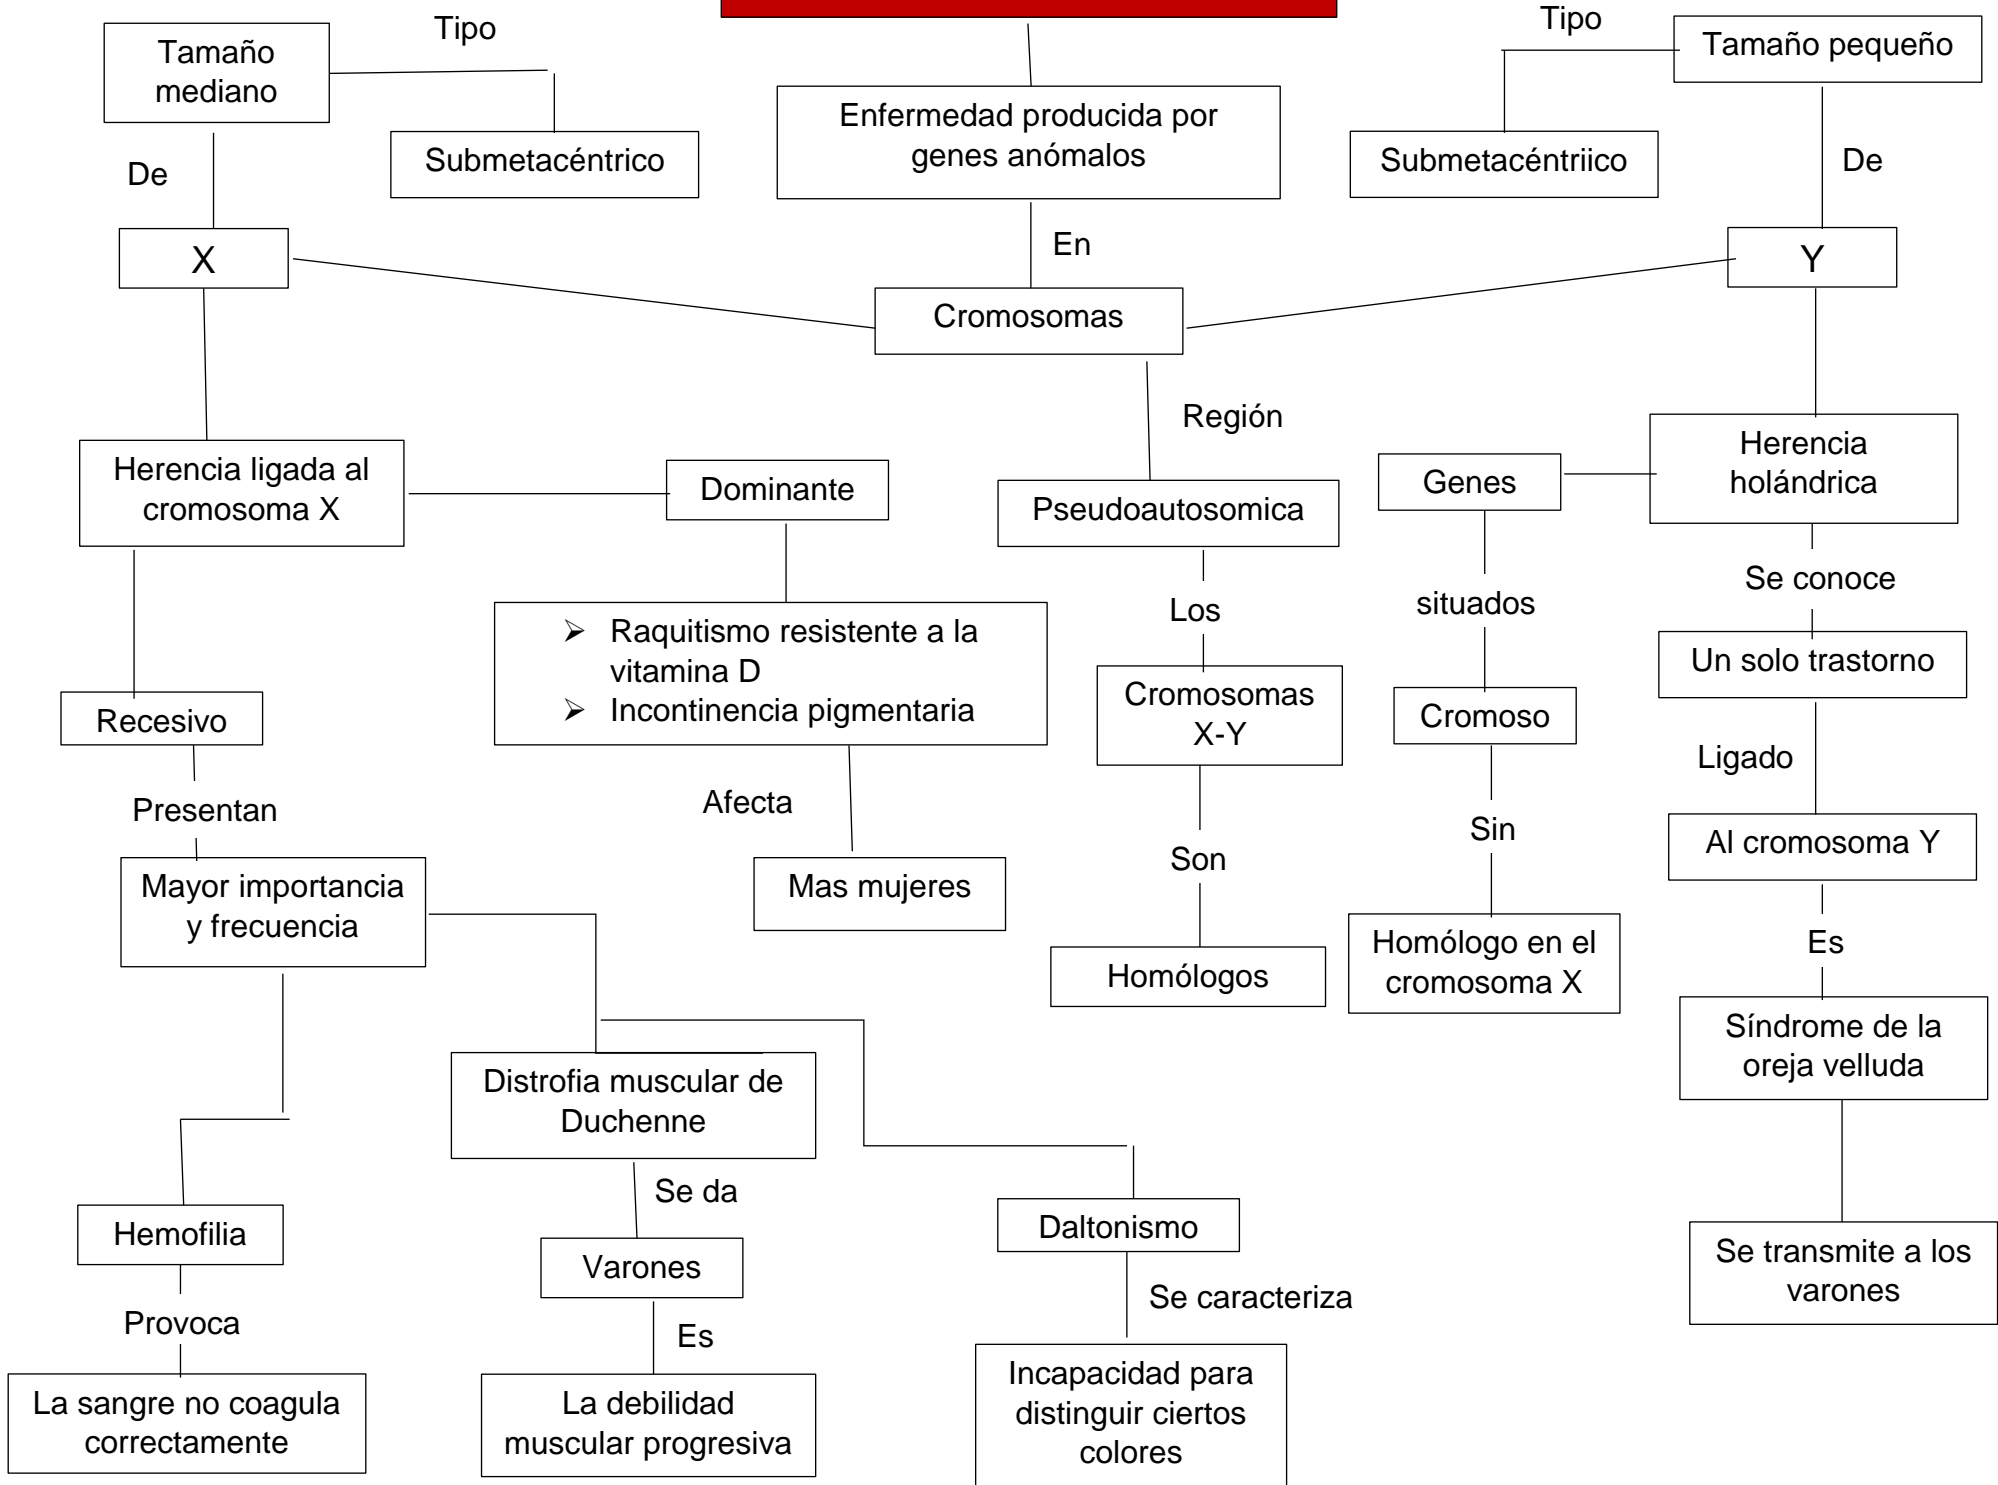 Tipo
Tipo
Tamaño
mediano
Tamaño pequeño
Enfermedad producida por
genes anómalos
Submetacéntrico
Submetacéntriico
De
De
X
En
Y
Cromosomas
Región
Herencia ligada al
cromosoma X
Dominante
Pseudoautosomica
Genes
Herencia
holándrica
Se conoce
situados
Los
➢ Raquitismo resistente a la
vitamina D
➢ Incontinencia pigmentaria
Un solo trastorno
Recesivo
Cromosomas
X-Y
Cromoso
Ligado
Presentan
Afecta
Sin
Al cromosoma Y
Son
Mayor importancia
y frecuencia
Mas mujeres
Homólogos
Homólogo en el
cromosoma X
Es
Síndrome de la
oreja velluda
Distrofia muscular de
Duchenne
Se da
Hemofilia
Daltonismo
Varones
Se transmite a los
varones
Se caracteriza
Provoca
Es
La sangre no coagula
correctamente
La debilidad
muscular progresiva
Incapacidad para
distinguir ciertos
colores